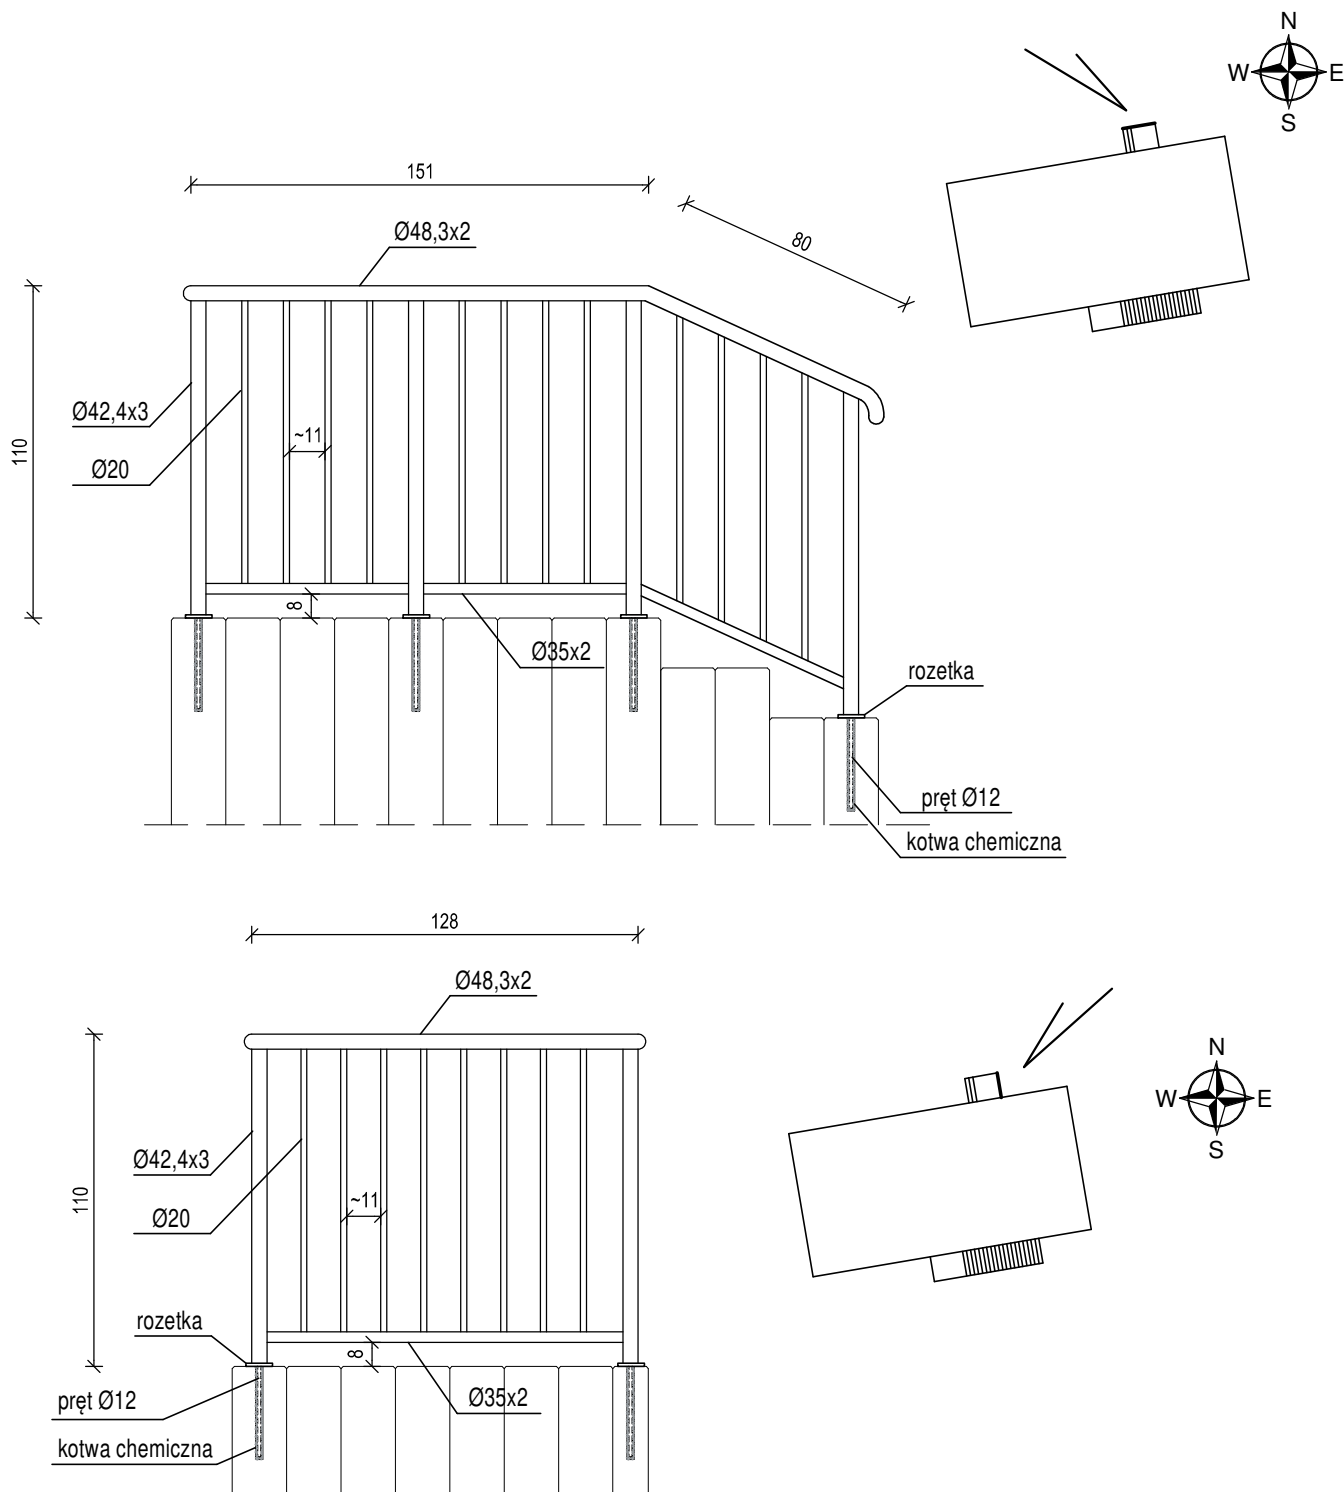 N
W E
S
151
Ø48,3x2
80
Ø42,4x3
~11
110
Ø20
8
Ø35x2
rozetka
pręt Ø12
kotwa chemiczna
128
Ø48,3x2
N
W E
S
Ø42,4x3
110
~11
Ø20
rozetka
8
pręt Ø12
Ø35x2
kotwa chemiczna